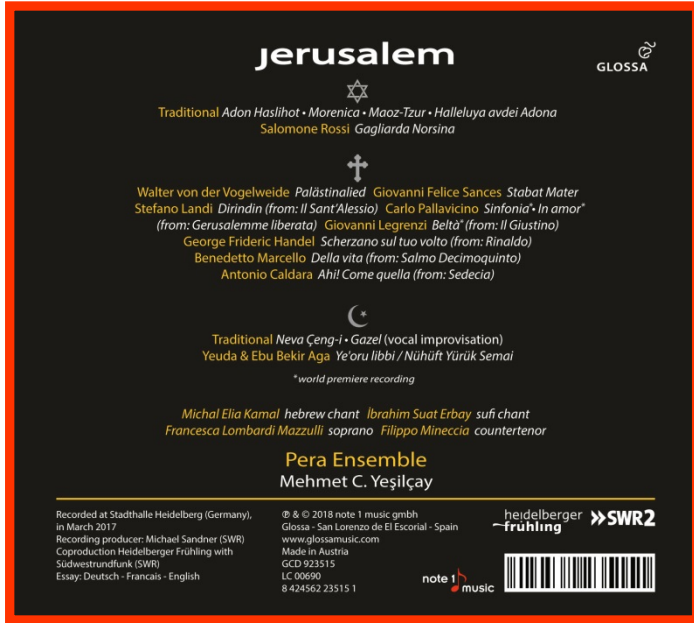 Jerusalem
GLOSSA
Traditional Adon Haslihot • Morenica • Maoz-Tzur • Halleluya avdei Adona
Salomone Rossi Gagliarda Norsina
Walter von der Vogelweide Palästinalied Giovanni Felice Sances Stabat Mater
Stefano Landi Dirindin (from: Il Sant'Alessio) Carlo Pallavicino Sinfonia* • In amor*
(from: Gerusalemme liberata) Giovanni Legrenzi Beltà* (from: Il Giustino)
George Frideric Handel Scherzano sul tuo volto (from: Rinaldo)
Benedetto Marcello Della vita (from: Salmo Decimoquinto)
Antonio Caldara Ahi! Come quella (from: Sedecia)
Traditional Neva Çeng-i • Gazel (vocal improvisation)
Yeuda & Ebu Bekir Aga Ye'oru libbi / Nühüft Yürük Semai
*world premiere recording
Michal Elia Kamal hebrew chant İbrahim Suat Erbay sufi chant
Francesca Lombardi Mazzulli soprano Filippo Mineccia countertenor
Pera Ensemble
Mehmet C. Yeşilçay
Recorded at Stadthalle Heidelberg (Germany),
in March 2017
Recording producer: Michael Sandner (SWR)
Coproduction Heidelberger Frühling with
Südwestrundfunk (SWR)
Essay: Deutsch - Francais - English
℗ & © 2018 note 1 music gmbh
Glossa - San Lorenzo de El Escorial - Spain
www.glossamusic.com
Made in Austria
GCD 923515
LC 00690
8 424562 23515 1
note 1 music
heidelberger
frühling
SWR2